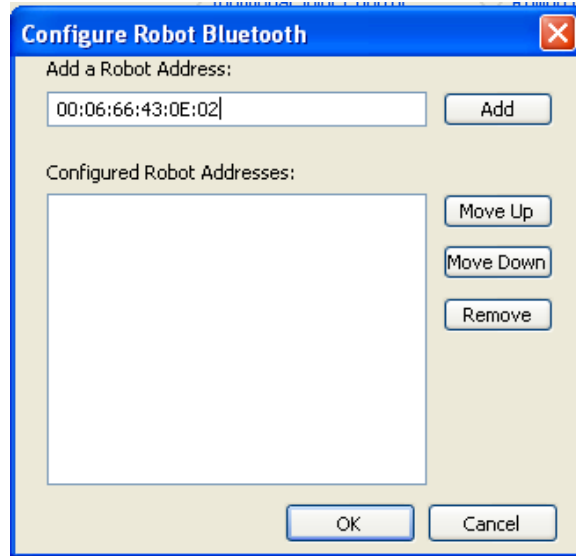 Configure Robot Bluetooth
Add a Robot Address:
00:06:66:43:0E:02
Add
Configured Robot Addresses:
Move Up
Move Down
Remove
OK
Cancel